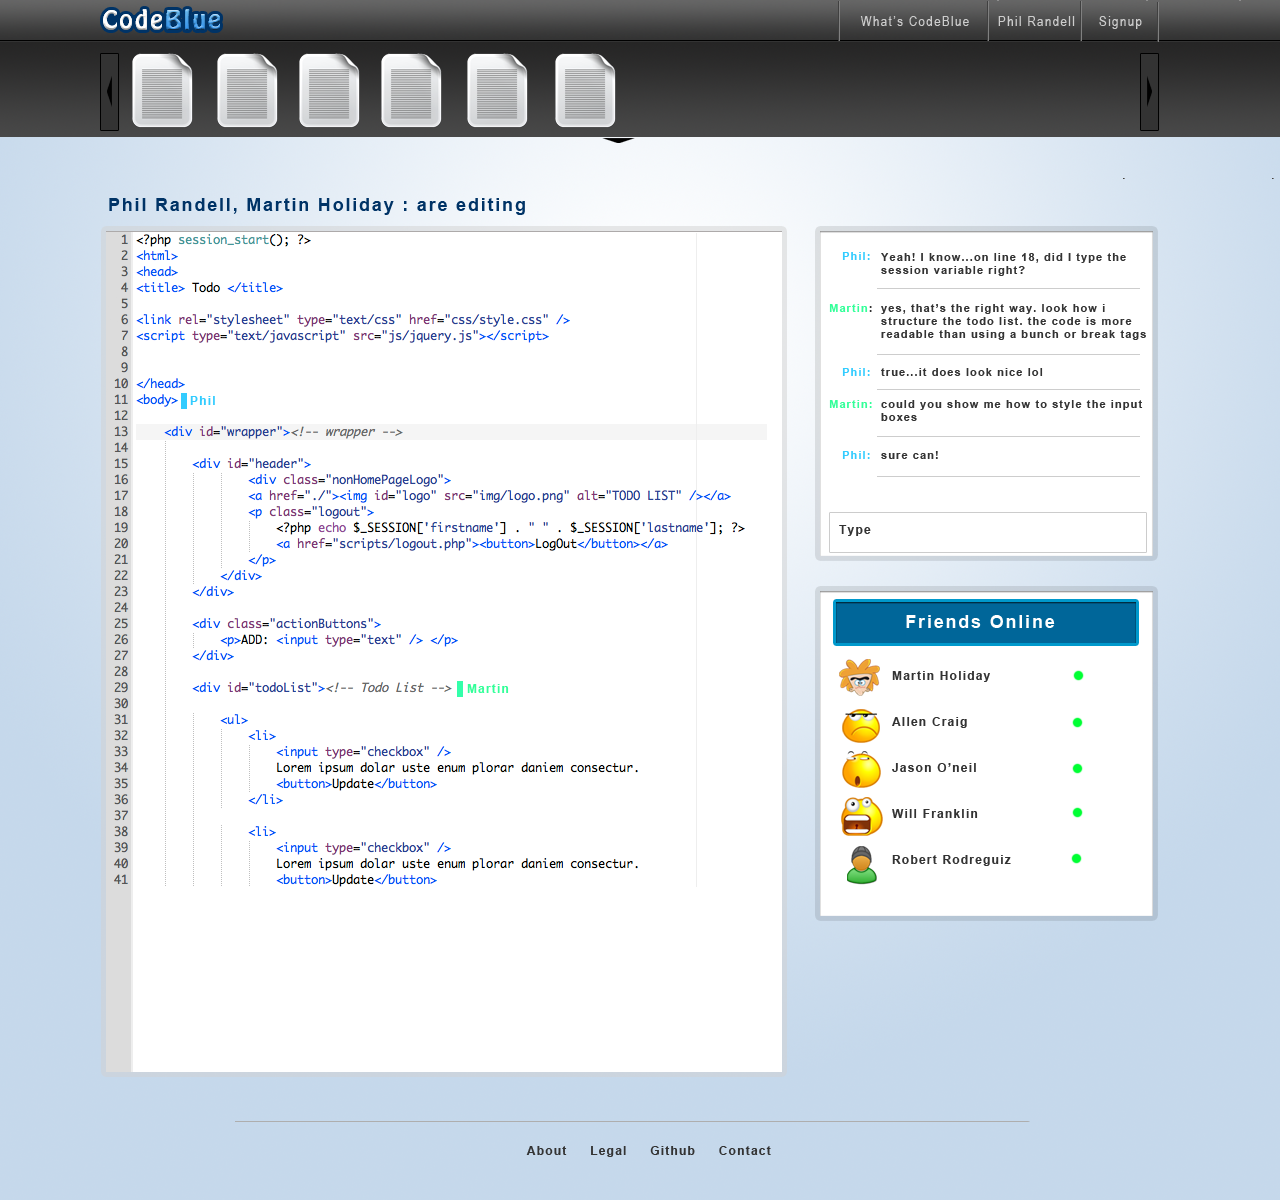 CodeBlue
What's CodeBlue
Phil Randell
Signup
Phil Randell, Martin Holiday : are editing
1 <?php session_start(); ?>
2 <html>
3 <head>
4 <title> Todo </title>
5
6 <link rel="stylesheet" type="text/css" href="css/style.css" />
7 <script type="text/javascript" src="js/jquery.js"></script>
8
9
10 </head>
11 <body> Phil
12
13 <div id="wrapper"><!-- wrapper -->
14
15 <div id="header">
16 <div class="nonHomePageLogo">
17 <a href="./"><img id="logo" src="img/logo.png" alt="TODO LIST" /></a>
18 <p class="logout">
19 <?php echo $_SESSION['firstname'] . " " . $_SESSION['lastname']; ?>
20 <a href="scripts/logout.php"><button>LogOut</button></a>
21 </p>
22 </div>
23 </div>
24
25 <div class="actionButtons">
26 <p>ADD: <input type="text" /> </p>
27 </div>
28
29 <div id="todoList"><!-- Todo List --> Martin
30
31 <ul>
32 <li>
33 <input type="checkbox" />
34 Lorem ipsum dolar uste enum plorar daniem consectur.
35 <button>Update</button>
36 </li>
37
38 <li>
39 <input type="checkbox" />
40 Lorem ipsum dolar uste enum plorar daniem consectur.
41 <button>Update</button>
Phil: Yeah! I know...on line 18, did I type the
session variable right?
Martin: yes, that's the right way. look how i
structure the todo list. the code is more
readable than using a bunch or break tags
Phil: true...it does look nice lol
Martin: could you show me how to style the input
boxes
Phil: sure can!
Type
Friends Online
Martin Holiday
Allen Craig
Jason O'neil
Will Franklin
Robert Rodreguiz
About Legal Github Contact